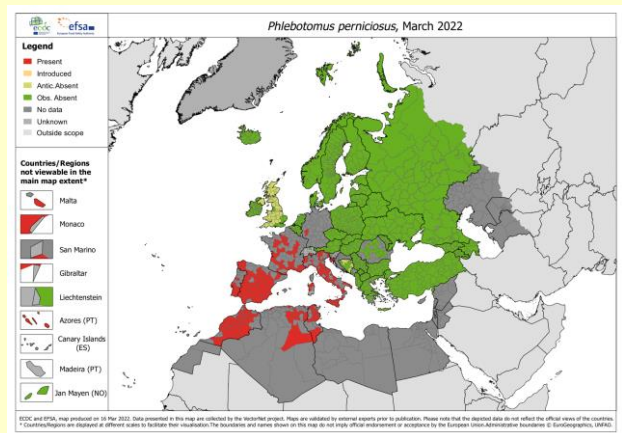 ecdc
efsa
Phlebotomus perniciosus, March 2022
Legend
Present
Introduced
Antic.Absent
Obs. Absent
No data
Unknown
Outside scope
Countries/Regions
not viewable in the
main map extent*
Malta
Monaco
San Marino
Gibraltar
Liechtenstein
Azores (PT)
Canary Islands
(ES)
Madeira (PT)
Jan Mayen (NO)
ECDC and EFSA, map produced on 16 Mar 2022. Data presented in this map are collected by the VectorNet project. Maps are validated by external experts prior to publication. Please note that the depicted data do not reflect the official views of the countries.
* Countries/Regions are displayed at different scales to facilitate their visualisation. The boundaries and names shown on this map do not imply official endorsement or acceptance by the European Union. Administrative boundaries © EuroGeographics, UNFAO.